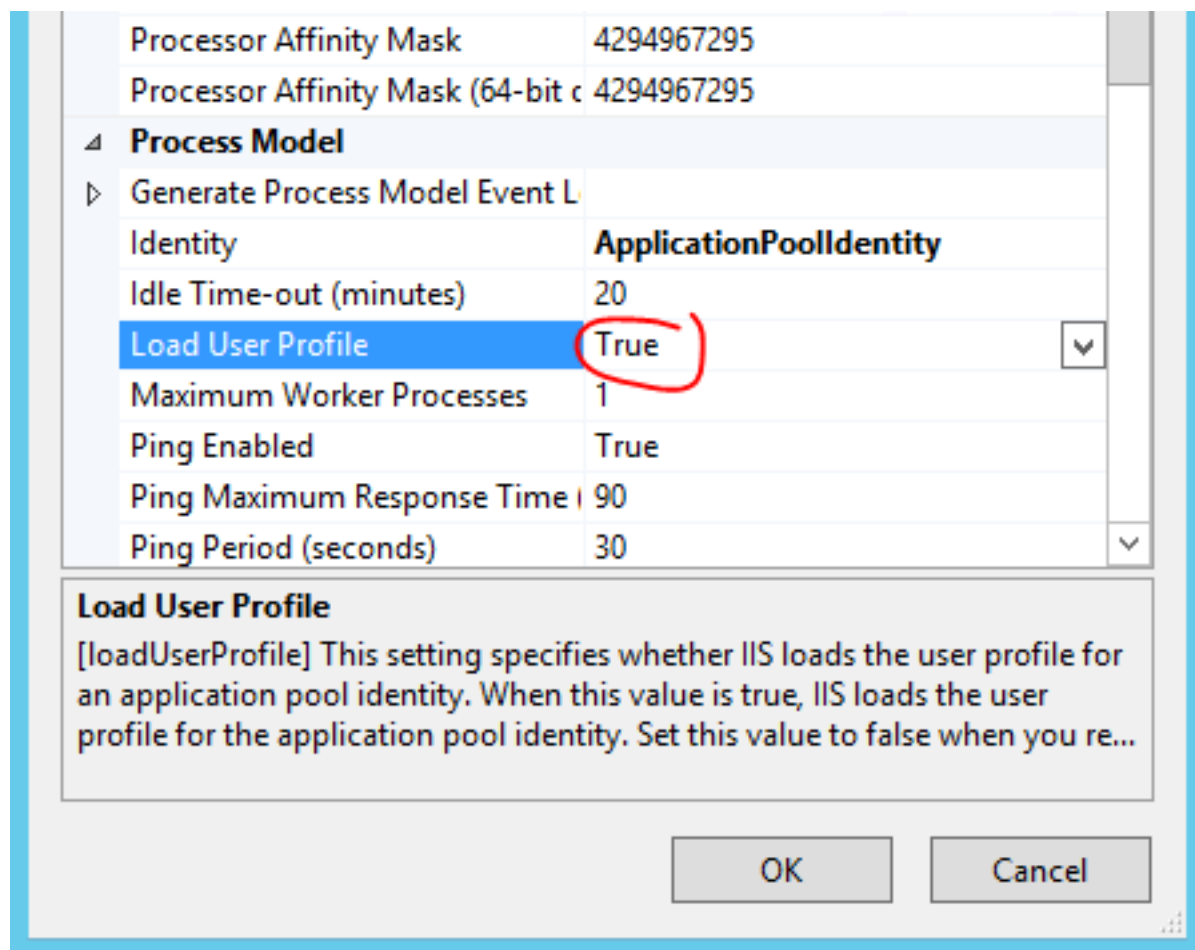 Processor Affinity Mask 4294967295
Processor Affinity Mask (64-bit c 4294967295
Process Model
Generate Process Model Event L
Identity ApplicationPoolIdentity
Idle Time-out (minutes) 20
Load User Profile True
Maximum Worker Processes 1
Ping Enabled True
Ping Maximum Response Time ( 90
Ping Period (seconds) 30
Load User Profile
[loadUserProfile] This setting specifies whether IIS loads the user profile for
an application pool identity. When this value is true, IIS loads the user
profile for the application pool identity. Set this value to false when you re...
OK Cancel